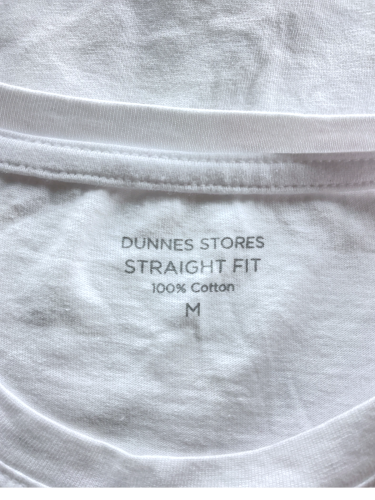 DUNNES STORES
STRAIGHT FIT
100% Cotton
M